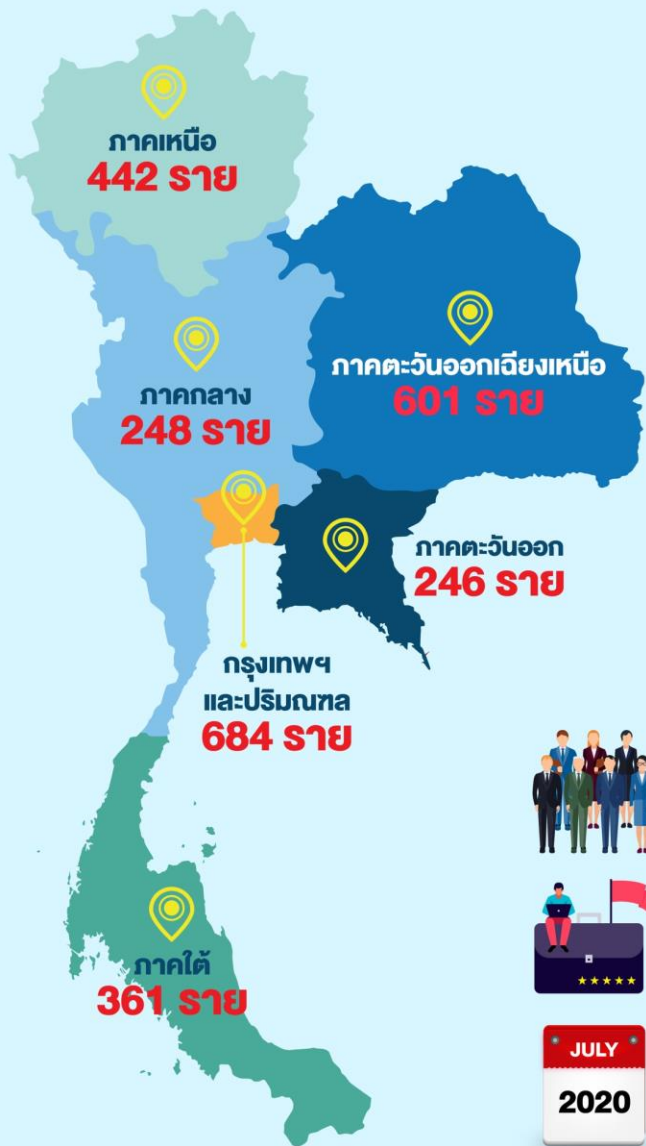 ภาคเหนือ
442 ราย
ภาคตะวันออกเฉียงเหนือ
601 ราย
ภาคกลาง
248 ราย
ภาคตะวันออก
246 ราย
กรุงเทพฯ
และปริมณฑล
684 ราย
ภาคใต้
361 ราย
JULY
2020